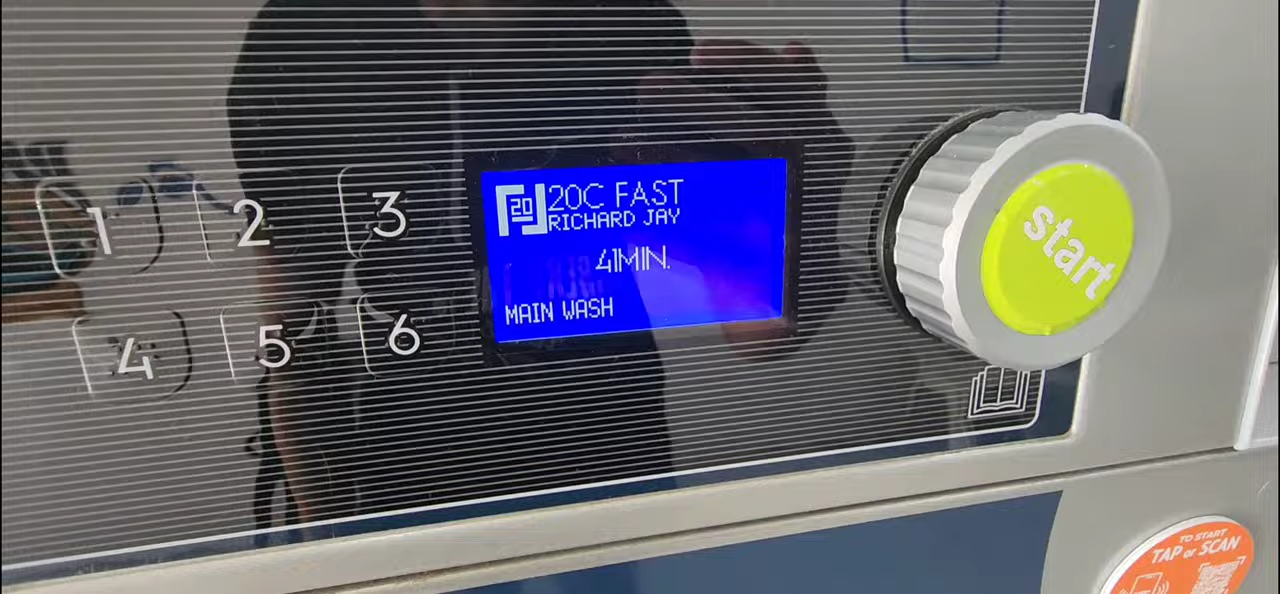 1 2 3
4 5 6
20
20C FAST
RICHARD JAY
41MIN.
MAIN WASH
start
TO START
TAP or SCAN